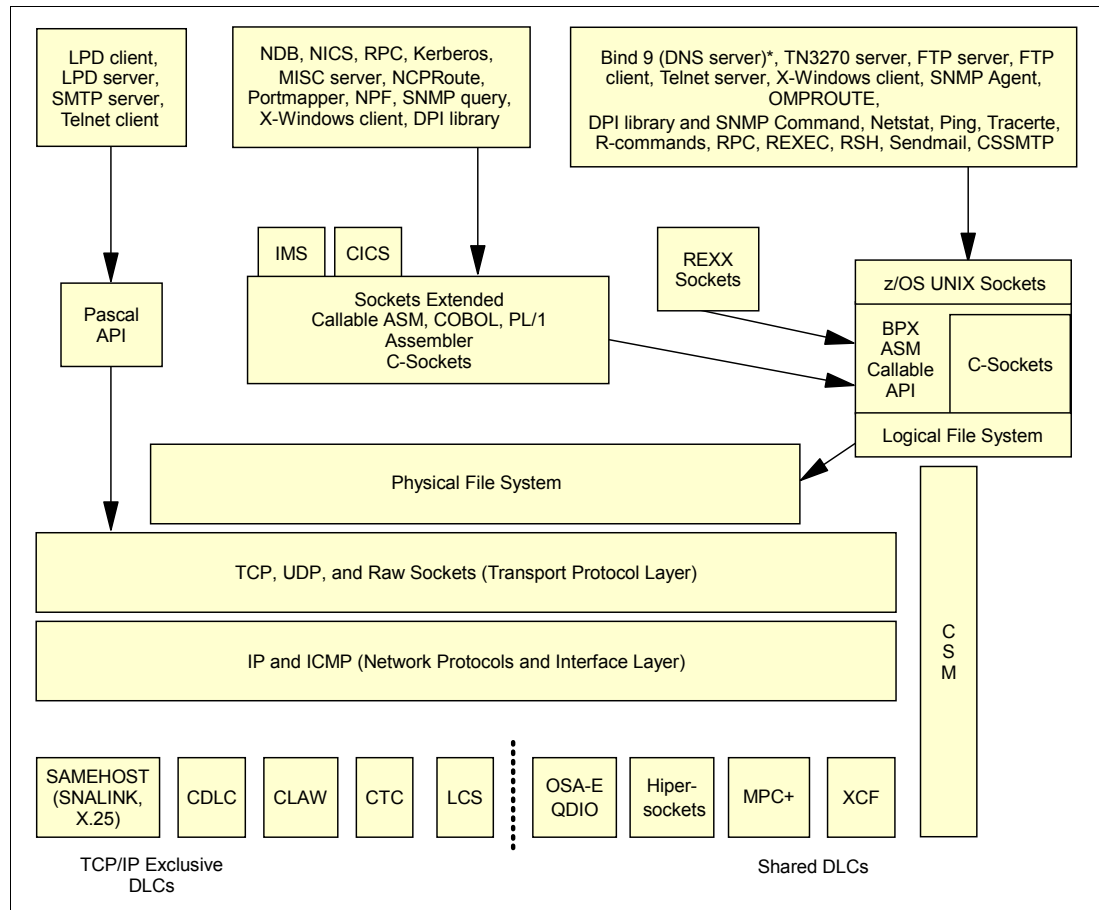 LPD client,
LPD server,
SMTP server,
Telnet client
NDB, NICS, RPC, Kerberos,
MISC server, NCPRoute,
Portmapper, NPF, SNMP query,
X-Windows client, DPI library
Bind 9 (DNS server)*, TN3270 server, FTP server, FTP
client, Telnet server, X-Windows client, SNMP Agent,
OMPROUTE,
DPI library and SNMP Command, Netstat, Ping, Tracerte,
R-commands, RPC, REXEC, RSH, Sendmail, CSSMTP
IMS
CICS
REXX
Sockets
Pascal
API
Sockets Extended
Callable ASM, COBOL, PL/1
Assembler
C-Sockets
z/OS UNIX Sockets
BPX
ASM
Callable
API
C-Sockets
Logical File System
Physical File System
TCP, UDP, and Raw Sockets (Transport Protocol Layer)
IP and ICMP (Network Protocols and Interface Layer)
C
S
M
SAMEHOST
(SNALINK,
X.25)
CDLC
CLAW
CTC
LCS
OSA-E
QDIO
Hiper-
sockets
MPC+
XCF
TCP/IP Exclusive
DLCs
Shared DLCs